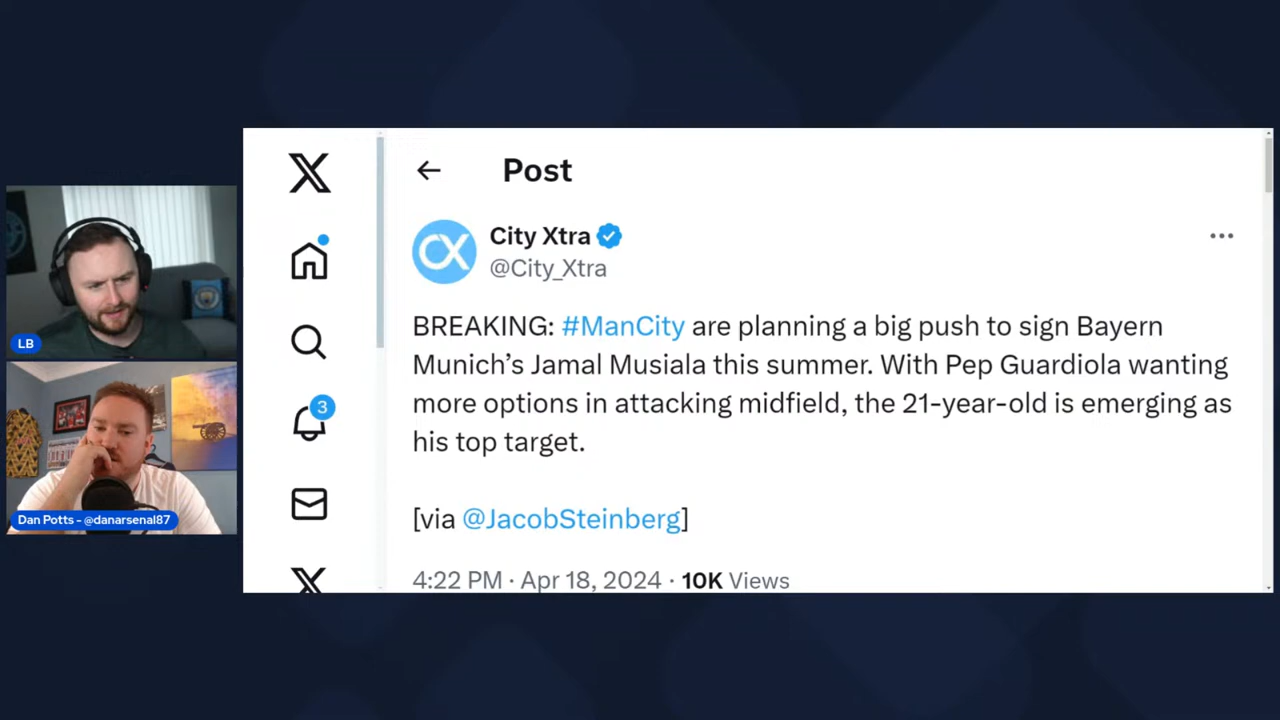 Post
City Xtra
@City_Xtra
BREAKING: #ManCity are planning a big push to sign Bayern
Munich’s Jamal Musiala this summer. With Pep Guardiola wanting
more options in attacking midfield, the 21-year-old is emerging as
his top target.
[via @JacobSteinberg]
4:22 PM · Apr 18, 2024 · 10K Views
3
LB
Dan Potts - @danarsenal87